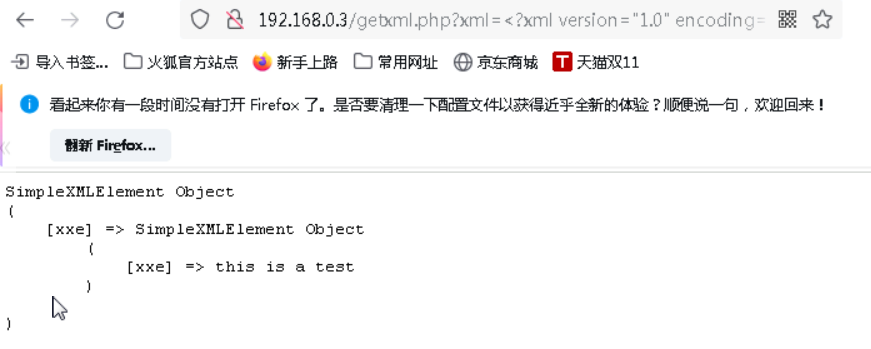 192.168.0.3/getxml.php?xml=<?xml version="1.0" encoding=
导入书签... 火狐官方站点 新手上路 常用网址 京东商城 T 天猫双11
看起来你有一段时间没有打开 Firefox 了。是否要清理一下配置文件以获得近乎全新的体验？顺便说一句，欢迎回来！
翻新 Firefox...
SimpleXMLElement Object
(
    [xxe] => SimpleXMLElement Object
        (
            [xxe] => this is a test
        )
)